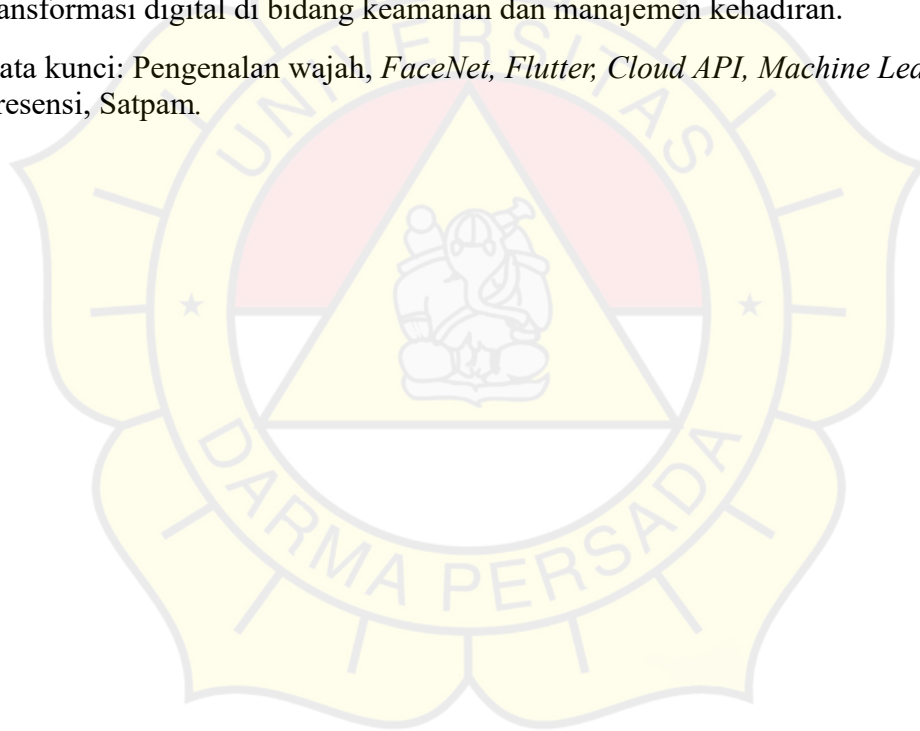 ansformasi digital di bidang keamanan dan manajemen kehadiran.
ata kunci: Pengenalan wajah, FaceNet, Flutter, Cloud API, Machine Lea
resensi, Satpam.
UNIVERSITAS
DARMA PERSADA